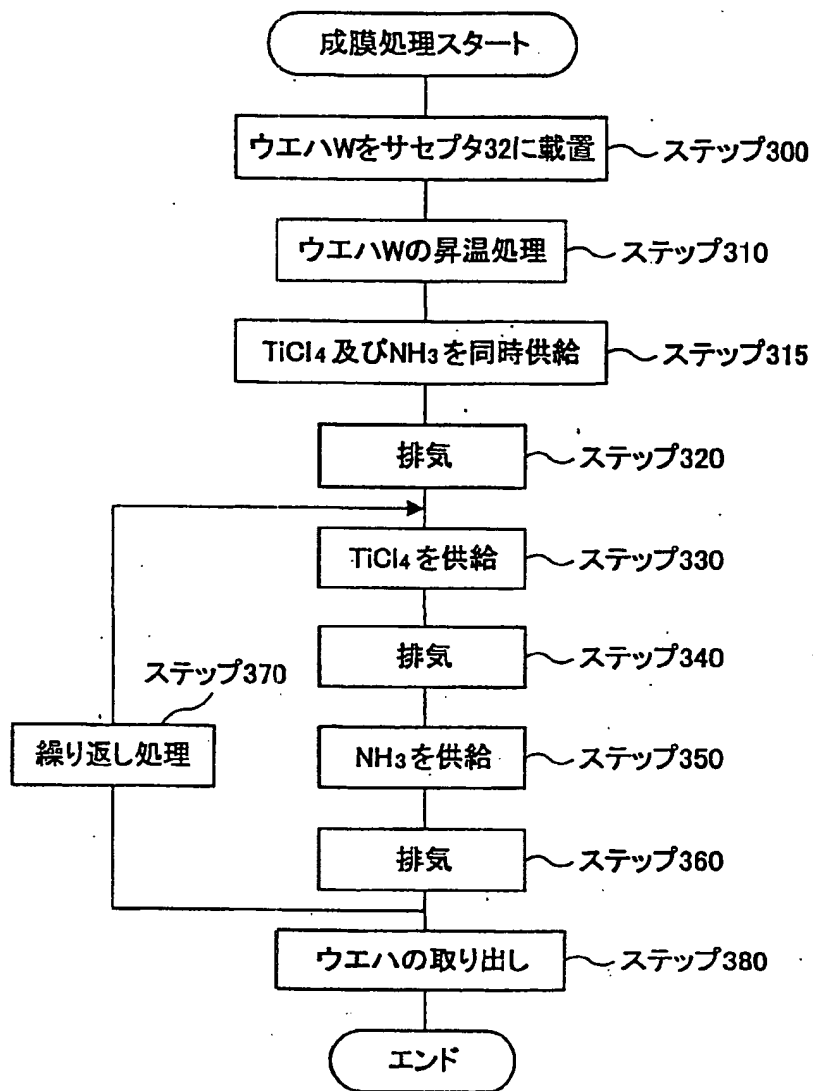 成膜処理スタート
ウエハWをサセプタ32に載置 ステップ300
ウエハWの昇温処理 ステップ310
TiCl₄及びNH₃を同時供給 ステップ315
排気 ステップ320
TiCl₄を供給 ステップ330
排気 ステップ340
ステップ370
繰り返し処理
NH₃を供給 ステップ350
排気 ステップ360
ウエハの取り出し ステップ380
エンド